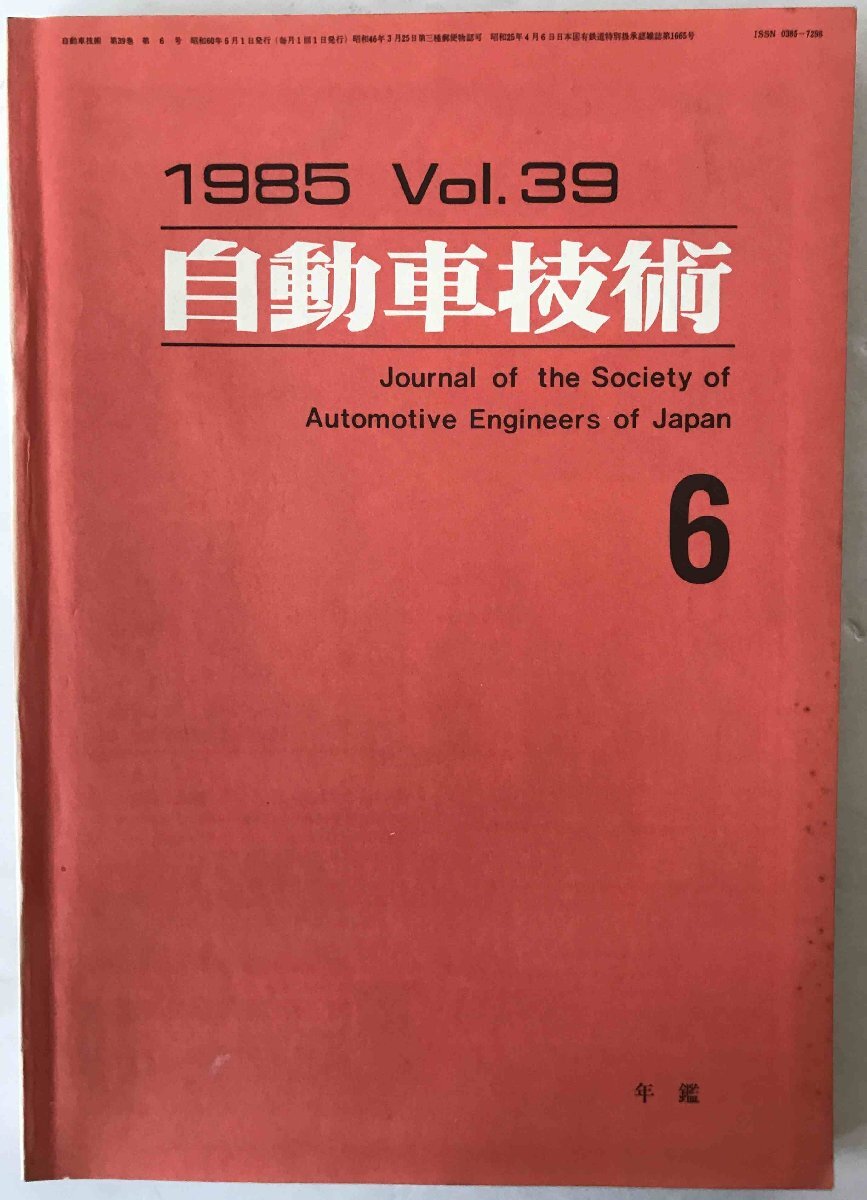 自動車技術 第39巻 第6号 昭和60年6月1日発行(毎月1回1日発行)昭和46年3月25日第三種郵便物認可 昭和25年4月6日日本国有鉄道特別扱承認雑誌第1665号 ISSN 0385-7298
1985 Vol.39
自動車技術
Journal of the Society of
Automotive Engineers of Japan
6
年鑑